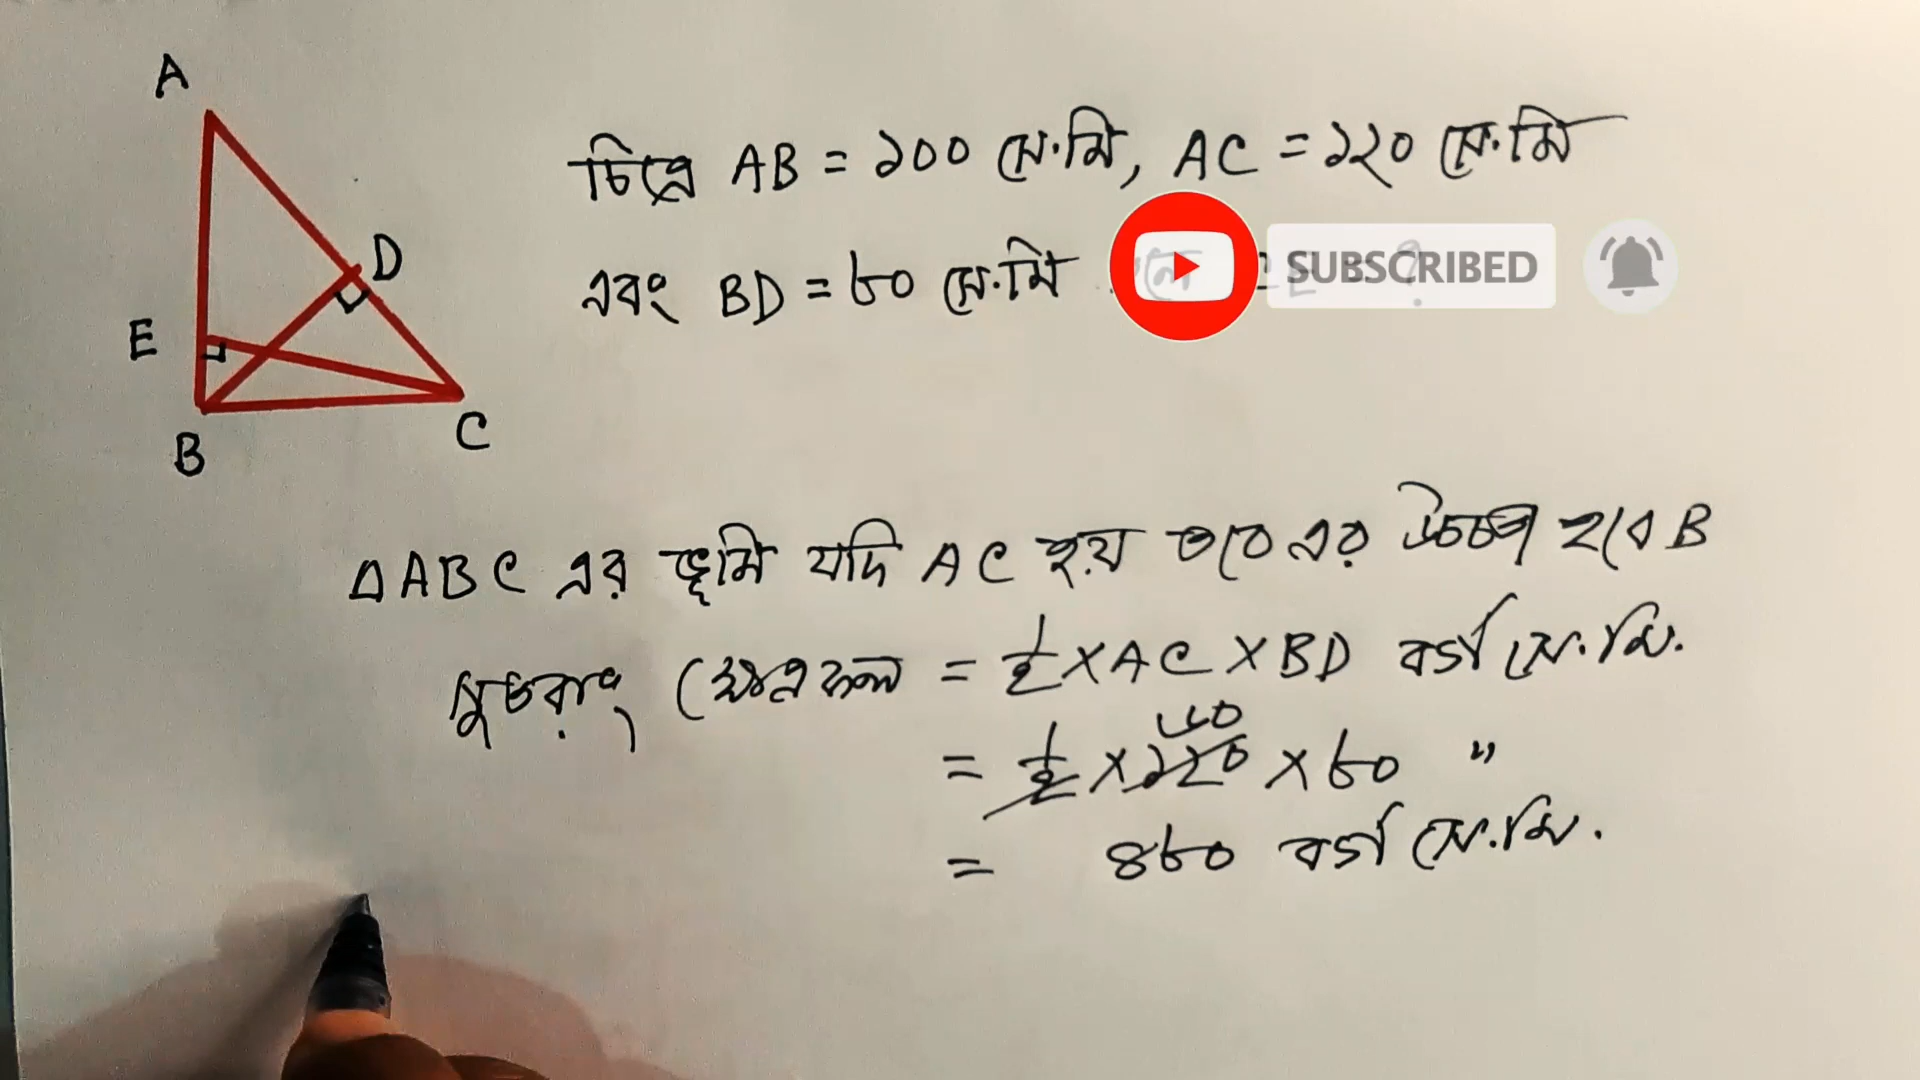 A
D
E
B
C
চিত্রে AB = ১০০ সে.মি, AC = ১২০ সে.মি
এবং BD = ৮০ সে.মি
SUBSCRIBED
△ABC এর ভূমি যদি AC হয় তবে এর উচ্চতা হবে B
সুতরাং ক্ষেত্রফল = 1/2 × AC × BD বর্গ সে.মি.
= 1/2 × ১২০ ৬০ × ৮০ "
= ৪৮০ বর্গ সে.মি.